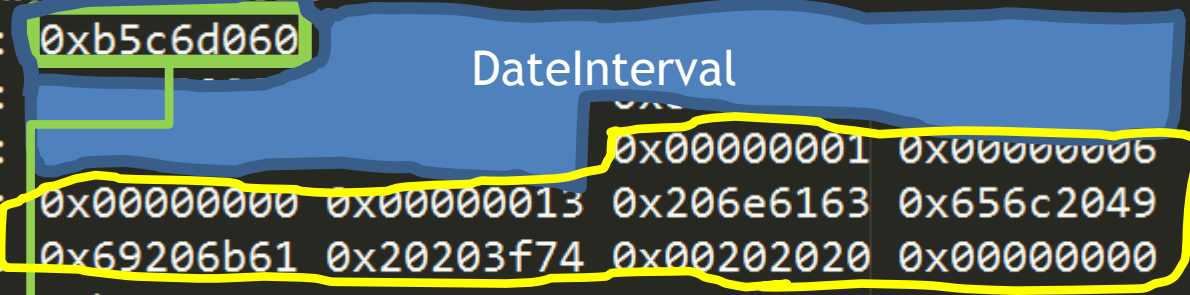 : 0xb5c6d060
DateInterval
:
: 0x00000001 0x00000006
: 0x00000000 0x00000013 0x206e6163 0x656c2049
0x69206b61 0x20203f74 0x00202020 0x00000000